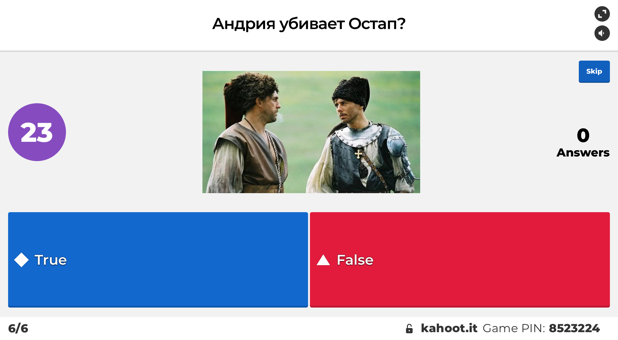 Андрия убивает Остап?
Skip
23
0
Answers
True
False
6/6
kahoot.it Game PIN: 8523224